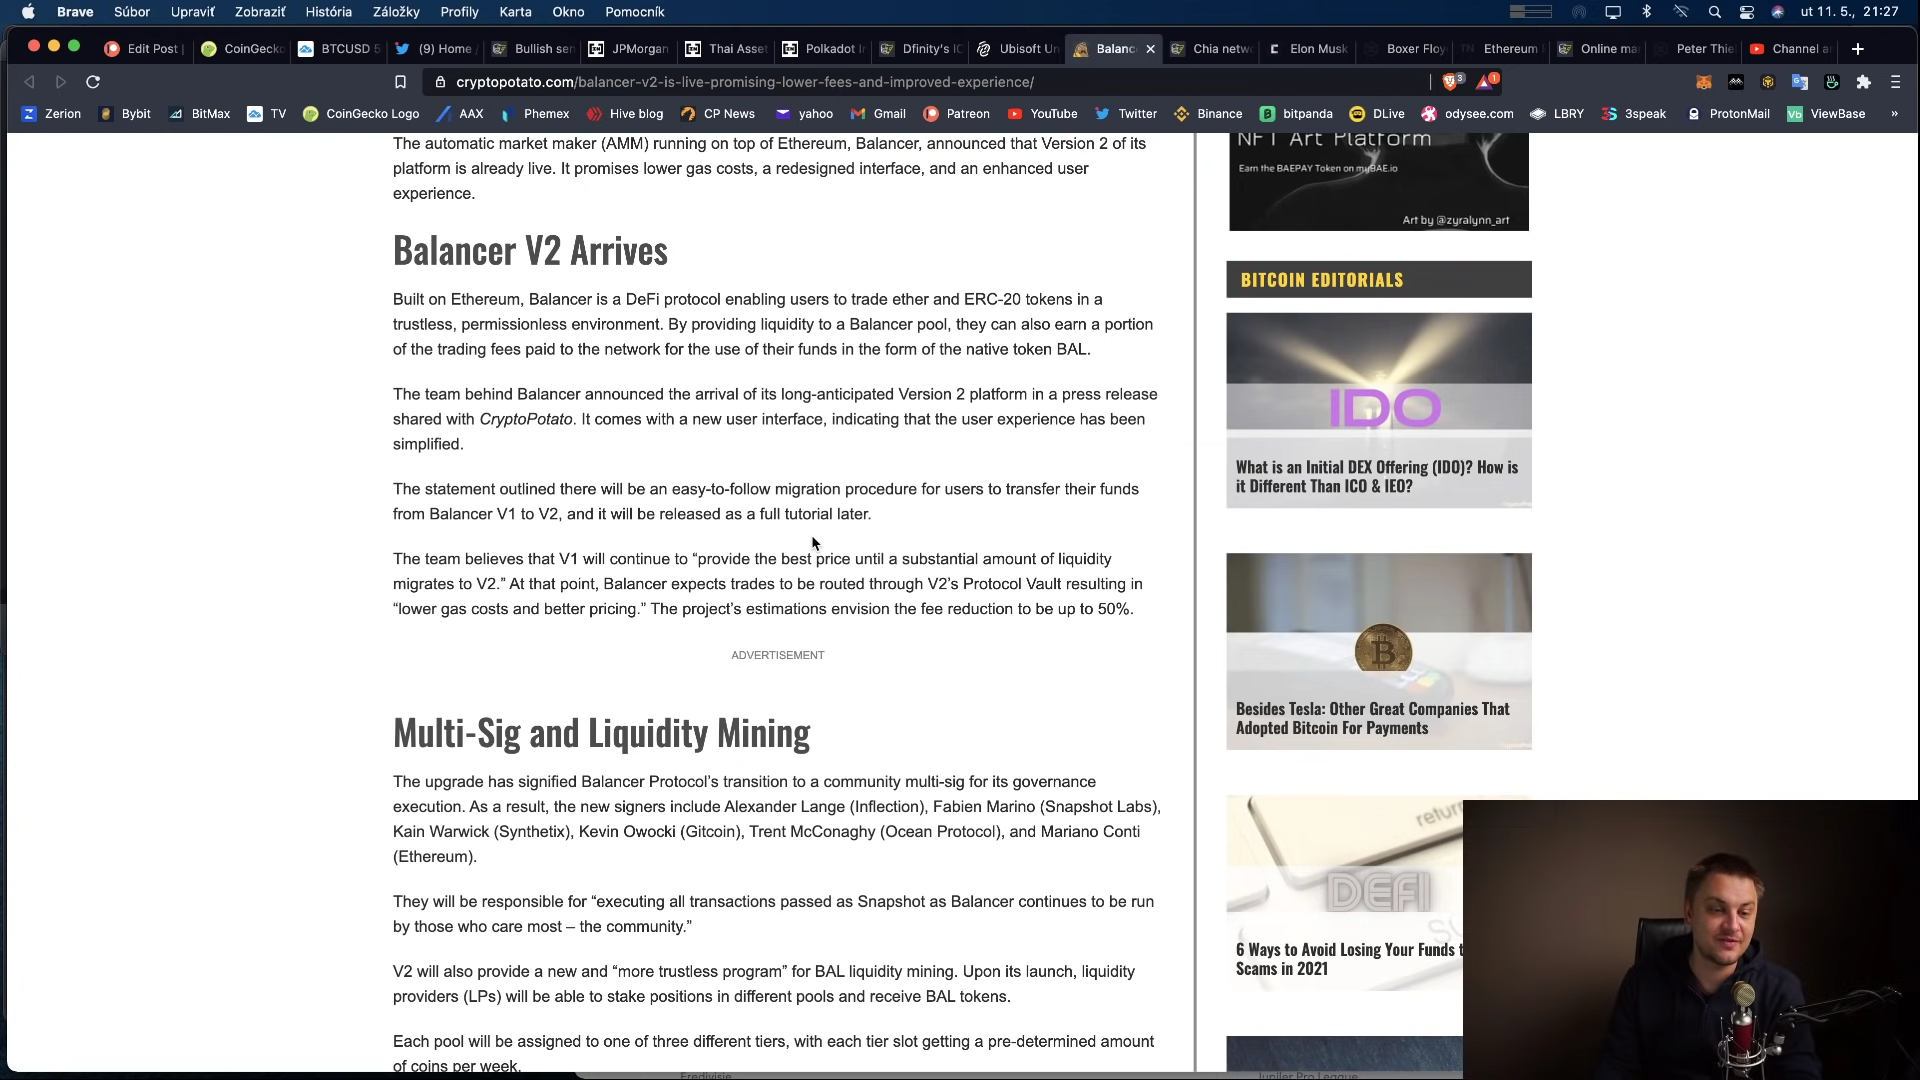 Brave Súbor Upraviť Zobraziť História Záložky Profily Karta Okno Pomocník ut 11. 5., 21:27
Edit Post CoinGecko BTCUSD 5 (9) Home / Bullish sen JPMorgan Thai Asset Polkadot Dfinity's IC Ubisoft Un Balanc Chia netw Elon Musk Boxer Floy Ethereum Online ma Peter Thie Channel a
cryptopotato.com/balancer-v2-is-live-promising-lower-fees-and-improved-experience/
3 1
Zerion Bybit BitMax TV CoinGecko Logo AAX Phemex Hive blog CP News yahoo Gmail Patreon YouTube Twitter Binance bitpanda DLive odysee.com LBRY 3speak ProtonMail Vb ViewBase »
The automatic market maker (AMM) running on top of Ethereum, Balancer, announced that Version 2 of its
platform is already live. It promises lower gas costs, a redesigned interface, and an enhanced user
experience.
Balancer V2 Arrives
Built on Ethereum, Balancer is a DeFi protocol enabling users to trade ether and ERC-20 tokens in a
trustless, permissionless environment. By providing liquidity to a Balancer pool, they can also earn a portion
of the trading fees paid to the network for the use of their funds in the form of the native token BAL.
The team behind Balancer announced the arrival of its long-anticipated Version 2 platform in a press release
shared with CryptoPotato. It comes with a new user interface, indicating that the user experience has been
simplified.
The statement outlined there will be an easy-to-follow migration procedure for users to transfer their funds
from Balancer V1 to V2, and it will be released as a full tutorial later.
The team believes that V1 will continue to “provide the best price until a substantial amount of liquidity
migrates to V2.” At that point, Balancer expects trades to be routed through V2’s Protocol Vault resulting in
“lower gas costs and better pricing.” The project’s estimations envision the fee reduction to be up to 50%.
ADVERTISEMENT
Multi-Sig and Liquidity Mining
The upgrade has signified Balancer Protocol’s transition to a community multi-sig for its governance
execution. As a result, the new signers include Alexander Lange (Inflection), Fabien Marino (Snapshot Labs),
Kain Warwick (Synthetix), Kevin Owocki (Gitcoin), Trent McConaghy (Ocean Protocol), and Mariano Conti
(Ethereum).
They will be responsible for “executing all transactions passed as Snapshot as Balancer continues to be run
by those who care most – the community.”
V2 will also provide a new and “more trustless program” for BAL liquidity mining. Upon its launch, liquidity
providers (LPs) will be able to stake positions in different pools and receive BAL tokens.
Each pool will be assigned to one of three different tiers, with each tier slot getting a pre-determined amount
of coins per week.
NFT Art Platform
Earn the BAEPAY Token on myBAE.io
Art by @zyralynn_art
BITCOIN EDITORIALS
IDO
What is an Initial DEX Offering (IDO)? How is
it Different Than ICO & IEO?
Besides Tesla: Other Great Companies That
Adopted Bitcoin For Payments
return
DEFI
6 Ways to Avoid Losing Your Funds t
Scams in 2021
Eredivisie Jupiler Pro League